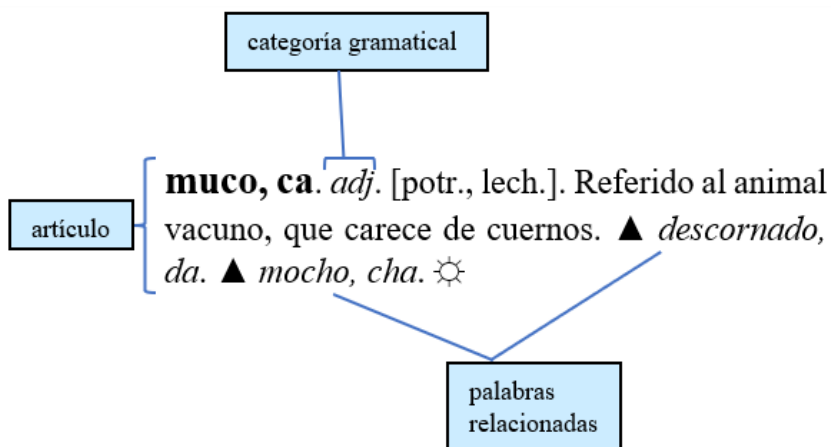 categoría gramatical
muco, ca. adj. [potr., lech.]. Referido al animal
artículo
vacuno, que carece de cuernos. ▲ descornado,
da. ▲ mocho, cha. ☼
palabras
relacionadas